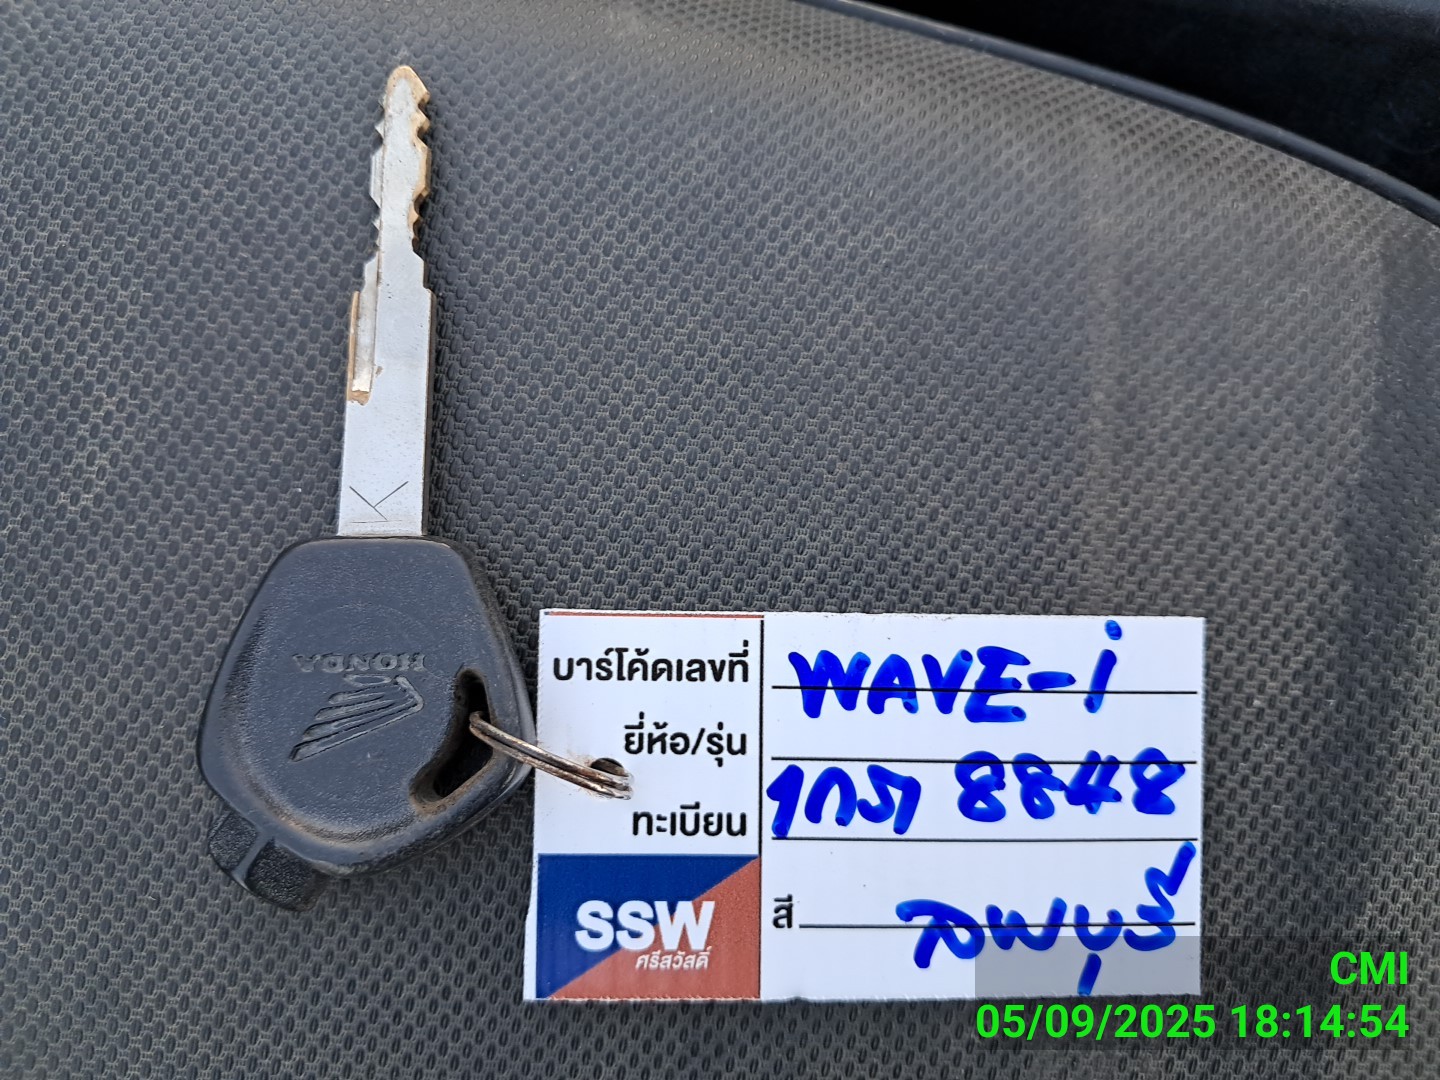 K
HONDA
บาร์โค้ดเลขที่
WAVE-i
ยี่ห้อ/รุ่น
ทะเบียน
1กภ 8848
SSW
ศรีสวัสดิ์
สี
ลพบุรี
CMI
05/09/2025 18:14:54